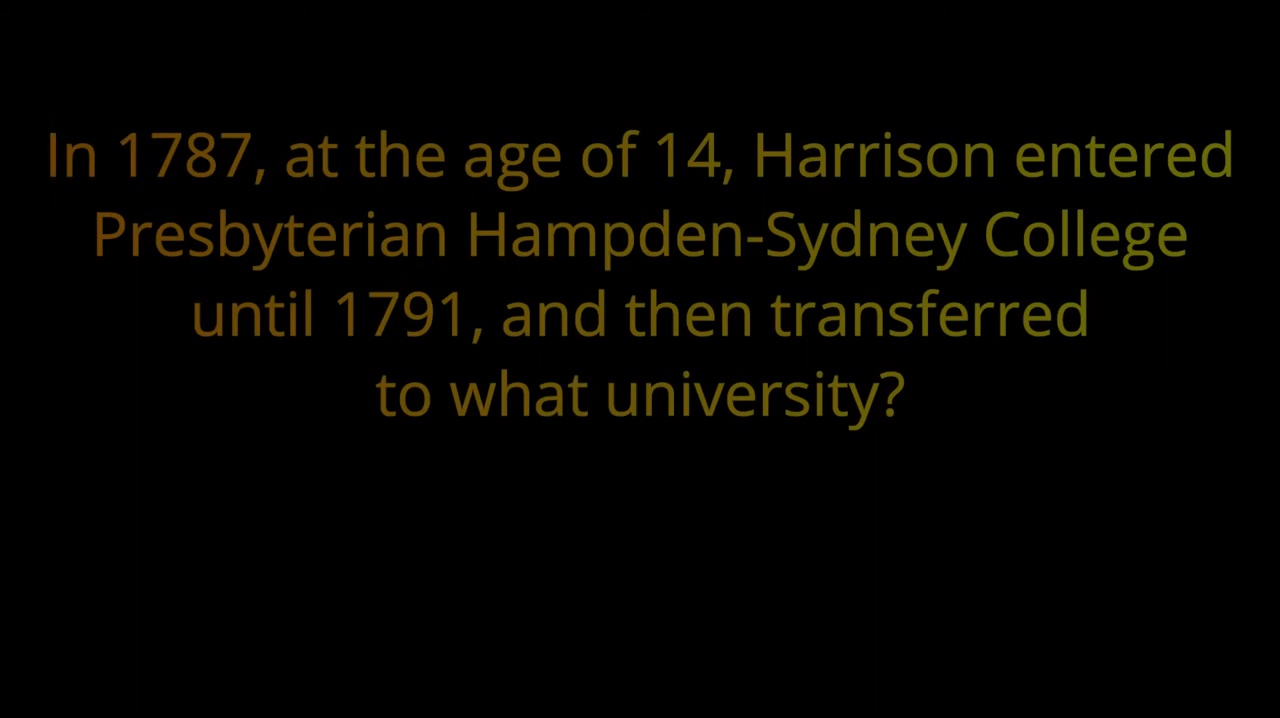 In 1787, at the age of 14, Harrison entered
Presbyterian Hampden-Sydney College
until 1791, and then transferred
to what university?